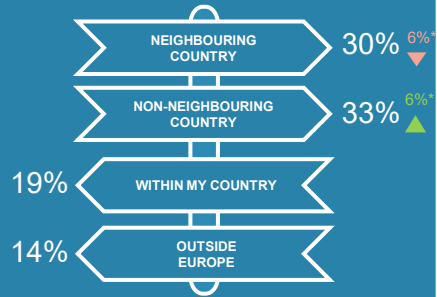 NEIGHBOURING
COUNTRY
30%
6%*
NON-NEIGHBOURING
COUNTRY
33%
6%*
19%
WITHIN MY COUNTRY
14%
OUTSIDE
EUROPE